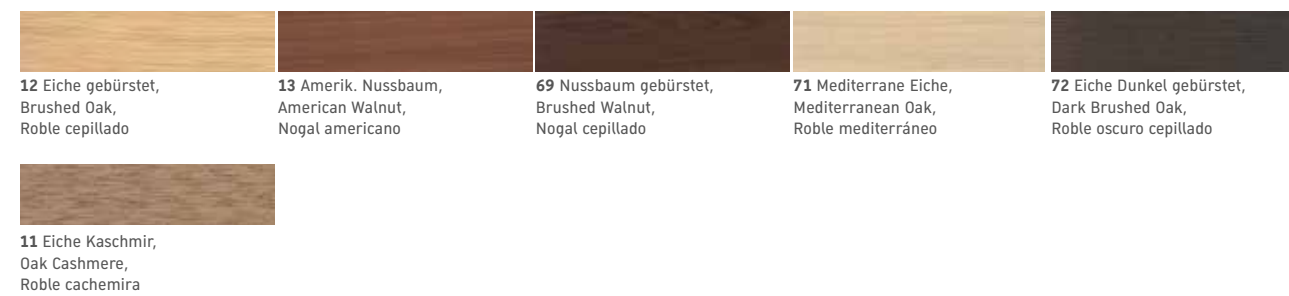 12 Eiche gebürstet,
Brushed Oak,
Roble cepillado
13 Amerik. Nussbaum,
American Walnut,
Nogal americano
69 Nussbaum gebürstet,
Brushed Walnut,
Nogal cepillado
71 Mediterrane Eiche,
Mediterranean Oak,
Roble mediterráneo
72 Eiche Dunkel gebürstet,
Dark Brushed Oak,
Roble oscuro cepillado
11 Eiche Kaschmir,
Oak Cashmere,
Roble cachemira